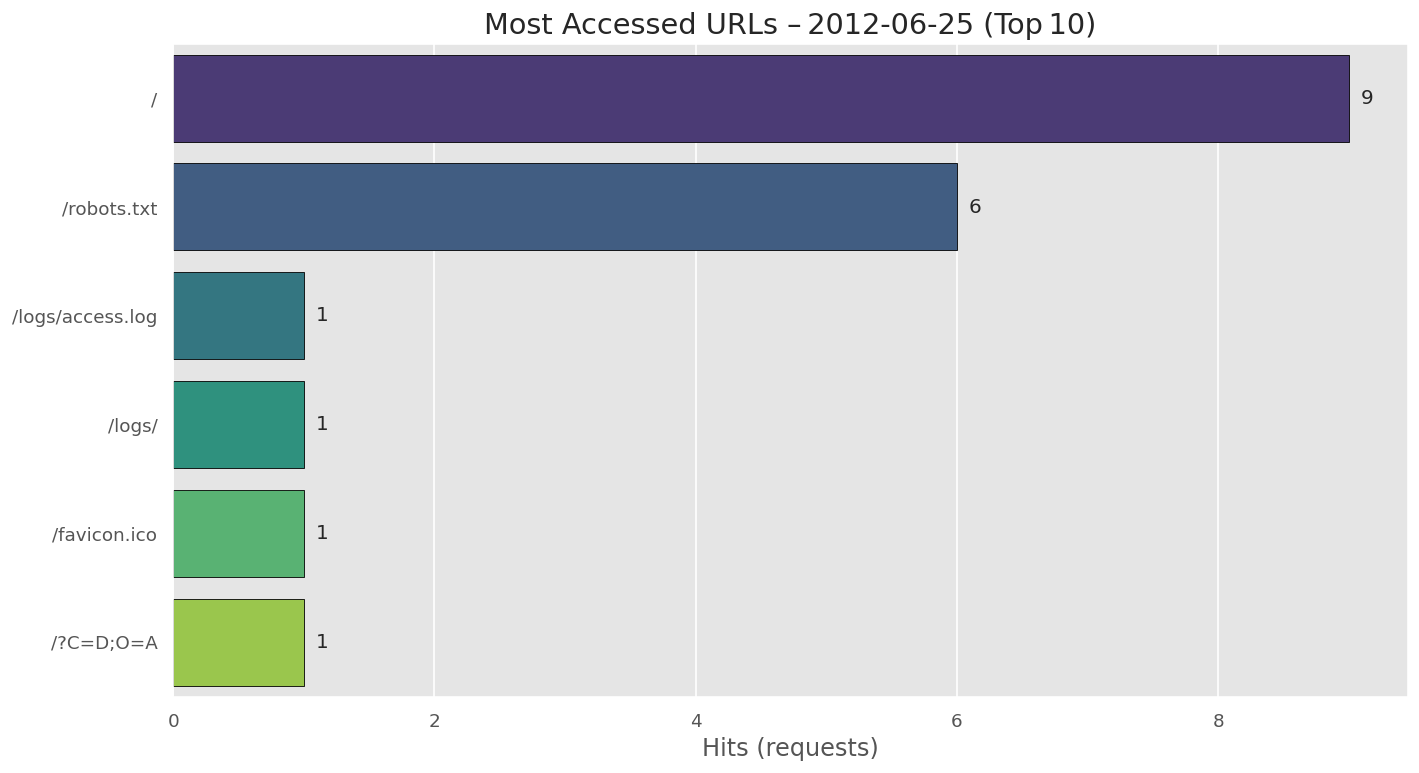 Most Accessed URLs – 2012-06-25 (Top 10)
/ 9
/robots.txt 6
/logs/access.log 1
/logs/ 1
/favicon.ico 1
/?C=D;O=A 1
0 2 4 6 8
Hits (requests)